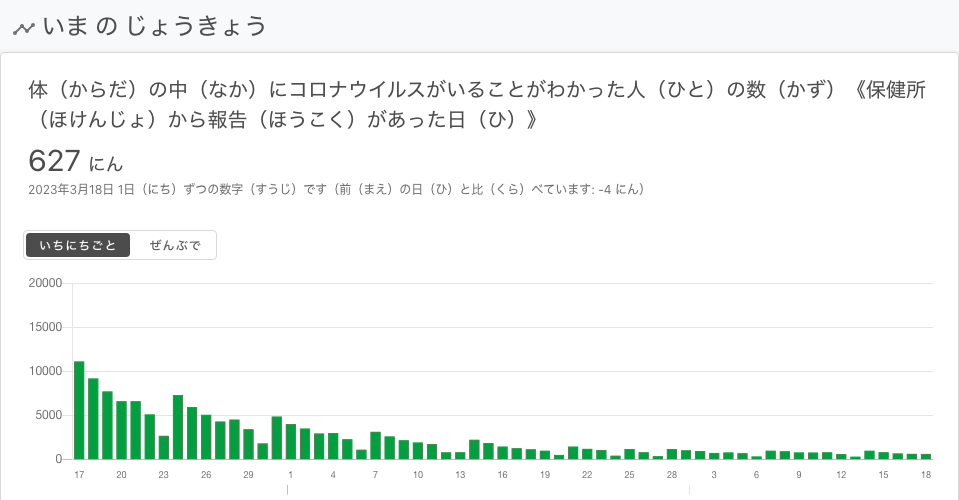 いま の じょうきょう
体（からだ）の中（なか）にコロナウイルスがいることがわかった人（ひと）の数（かず）《保健所
（ほけんじょ）から報告（ほうこく）があった日（ひ）》
627 にん
2023年3月18日 1日（にち）ずつの数字（すうじ）です（前（まえ）の日（ひ）と比（くら）べています: -4 にん）
いちにちごと ぜんぶで
20000
15000
10000
5000
0
17 20 23 26 29 1 4 7 10 13 16 19 22 25 28 3 6 9 12 15 18